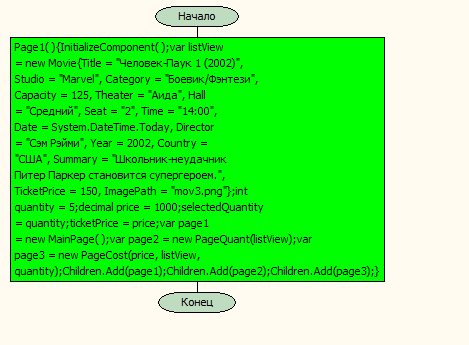 Начало
Page1(){InitializeComponent();var listView
= new Movie{Title = "Человек-Паук 1 (2002)",
Studio = "Marvel", Category = "Боевик/Фэнтези",
Capacity = 125, Theater = "Аида", Hall
= "Средний", Seat = "2", Time = "14:00",
Date = System.DateTime.Today, Director
= "Сэм Рэйми", Year = 2002, Country =
"США", Summary = "Школьник-неудачник
Питер Паркер становится супергероем.",
TicketPrice = 150, ImagePath = "mov3.png"};int
quantity = 5;decimal price = 1000;selectedQuantity
= quantity;ticketPrice = price;var page1
= new MainPage();var page2 = new PageQuant(listView);var
page3 = new PageCost(price, listView,
quantity);Children.Add(page1);Children.Add(page2);Children.Add(page3);}
Конец